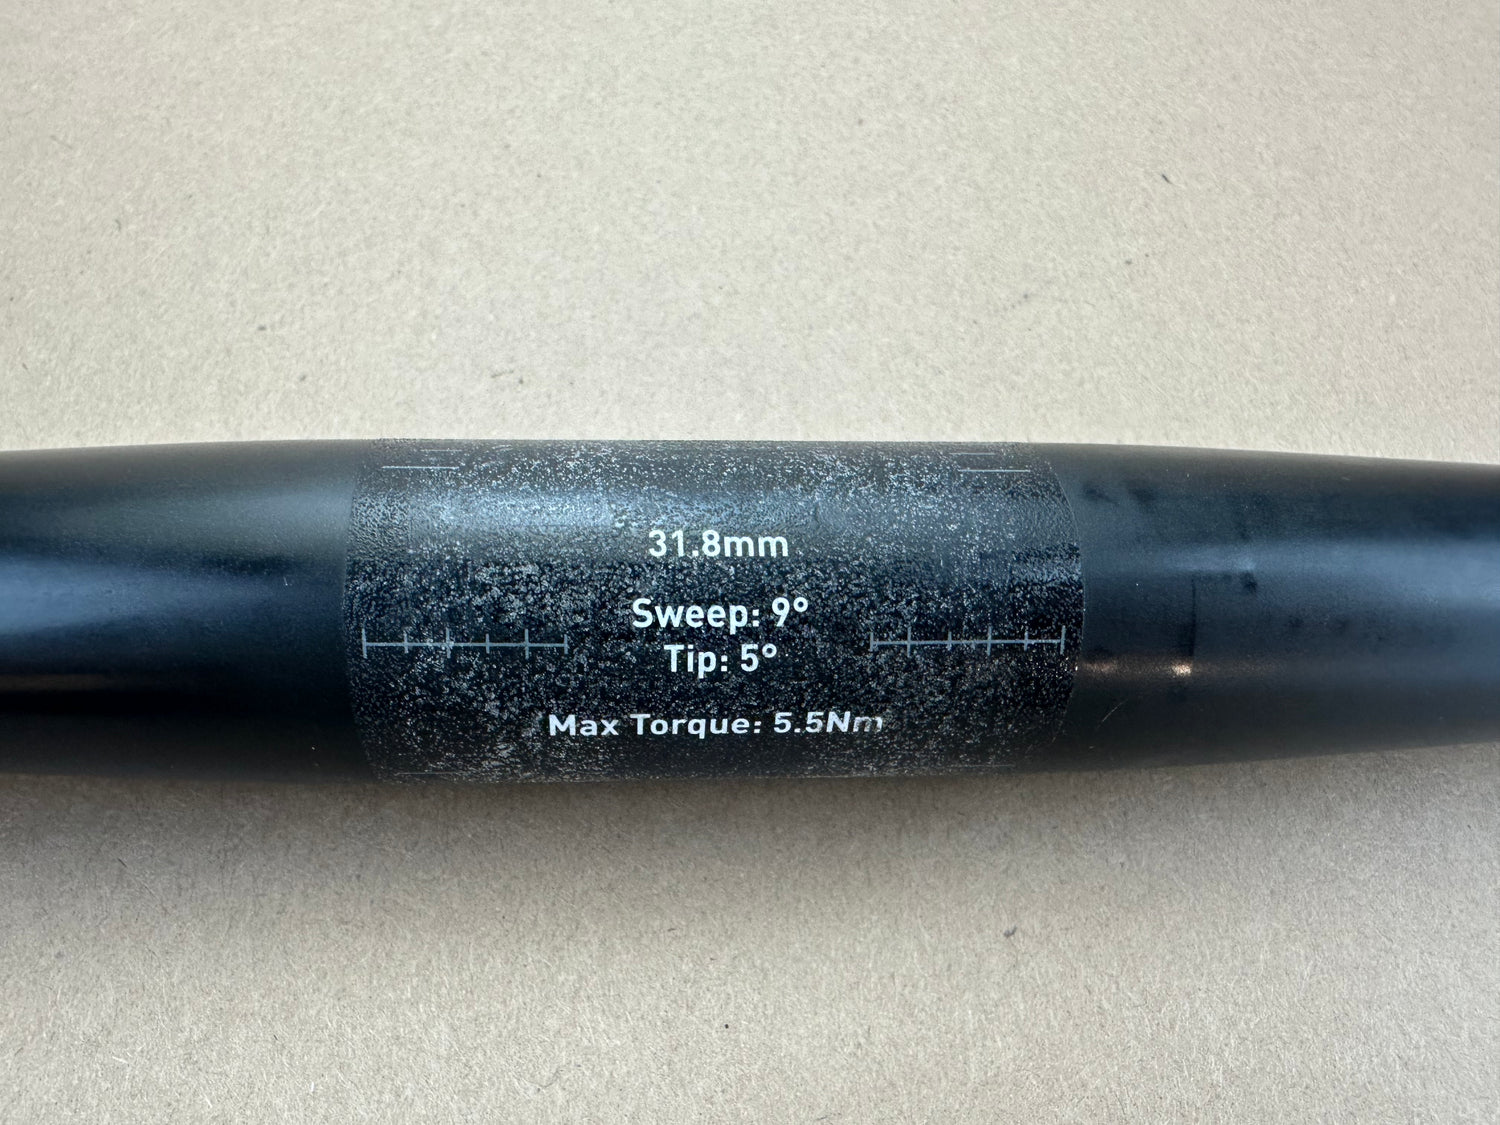 31.8mm
Sweep: 9°
Tip: 5°
Max Torque: 5.5Nm